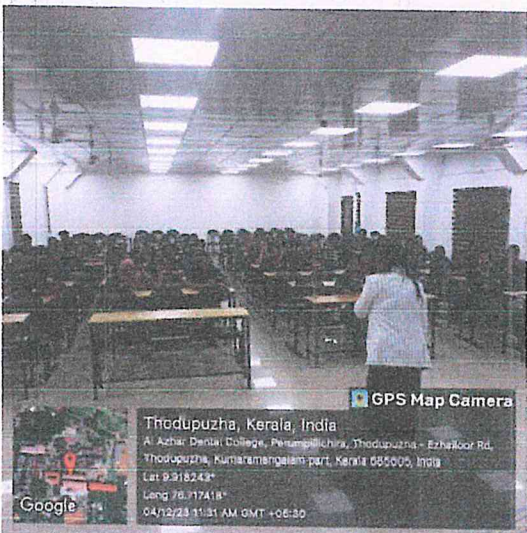 GPS Map Camera
Thodupuzha, Kerala, India
Al Azhar Dental College, Perumpillichira, Thodupuzha - Ezhalloor Rd,
Thodupuzha, Kumaramangalam part, Kerala 685605, India
Lat 9.918243°
Long 76.717418°
04/12/23 11:31 AM GMT +05:30
Google